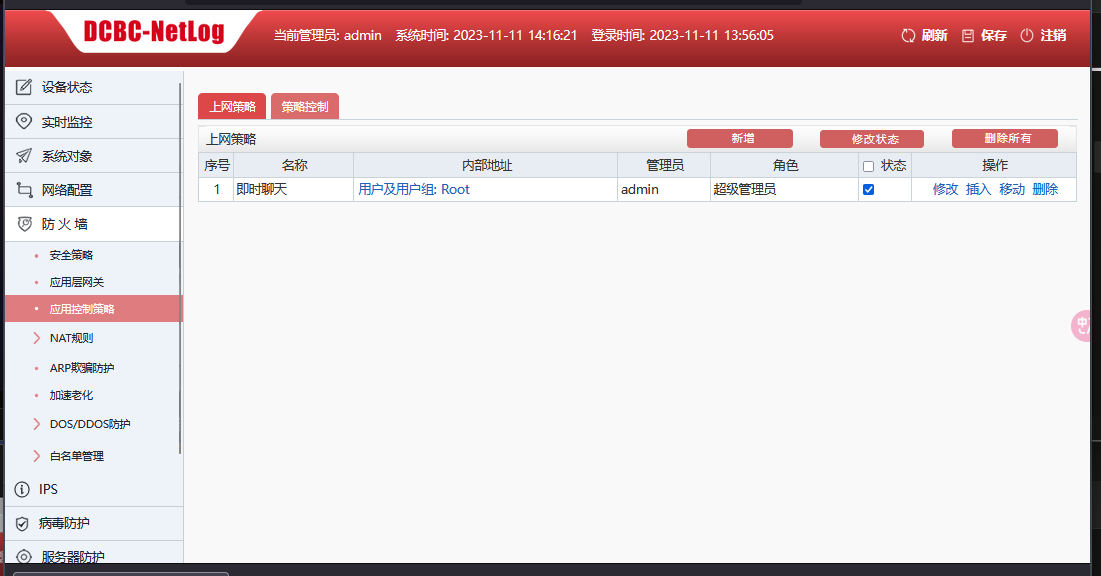 DCBC-NetLog
当前管理员: admin 系统时间: 2023-11-11 14:16:21 登录时间: 2023-11-11 13:56:05 刷新 保存 注销
设备状态
实时监控
系统对象
网络配置
防 火 墙
安全策略
应用层网关
应用控制策略
NAT规则
ARP欺骗防护
加速老化
DOS/DDOS防护
白名单管理
IPS
病毒防护
服务器防护
上网策略 策略控制
上网策略 新增 修改状态 删除所有
序号 名称 内部地址 管理员 角色 状态 操作
1 即时聊天 用户及用户组: Root admin 超级管理员 修改 插入 移动 删除